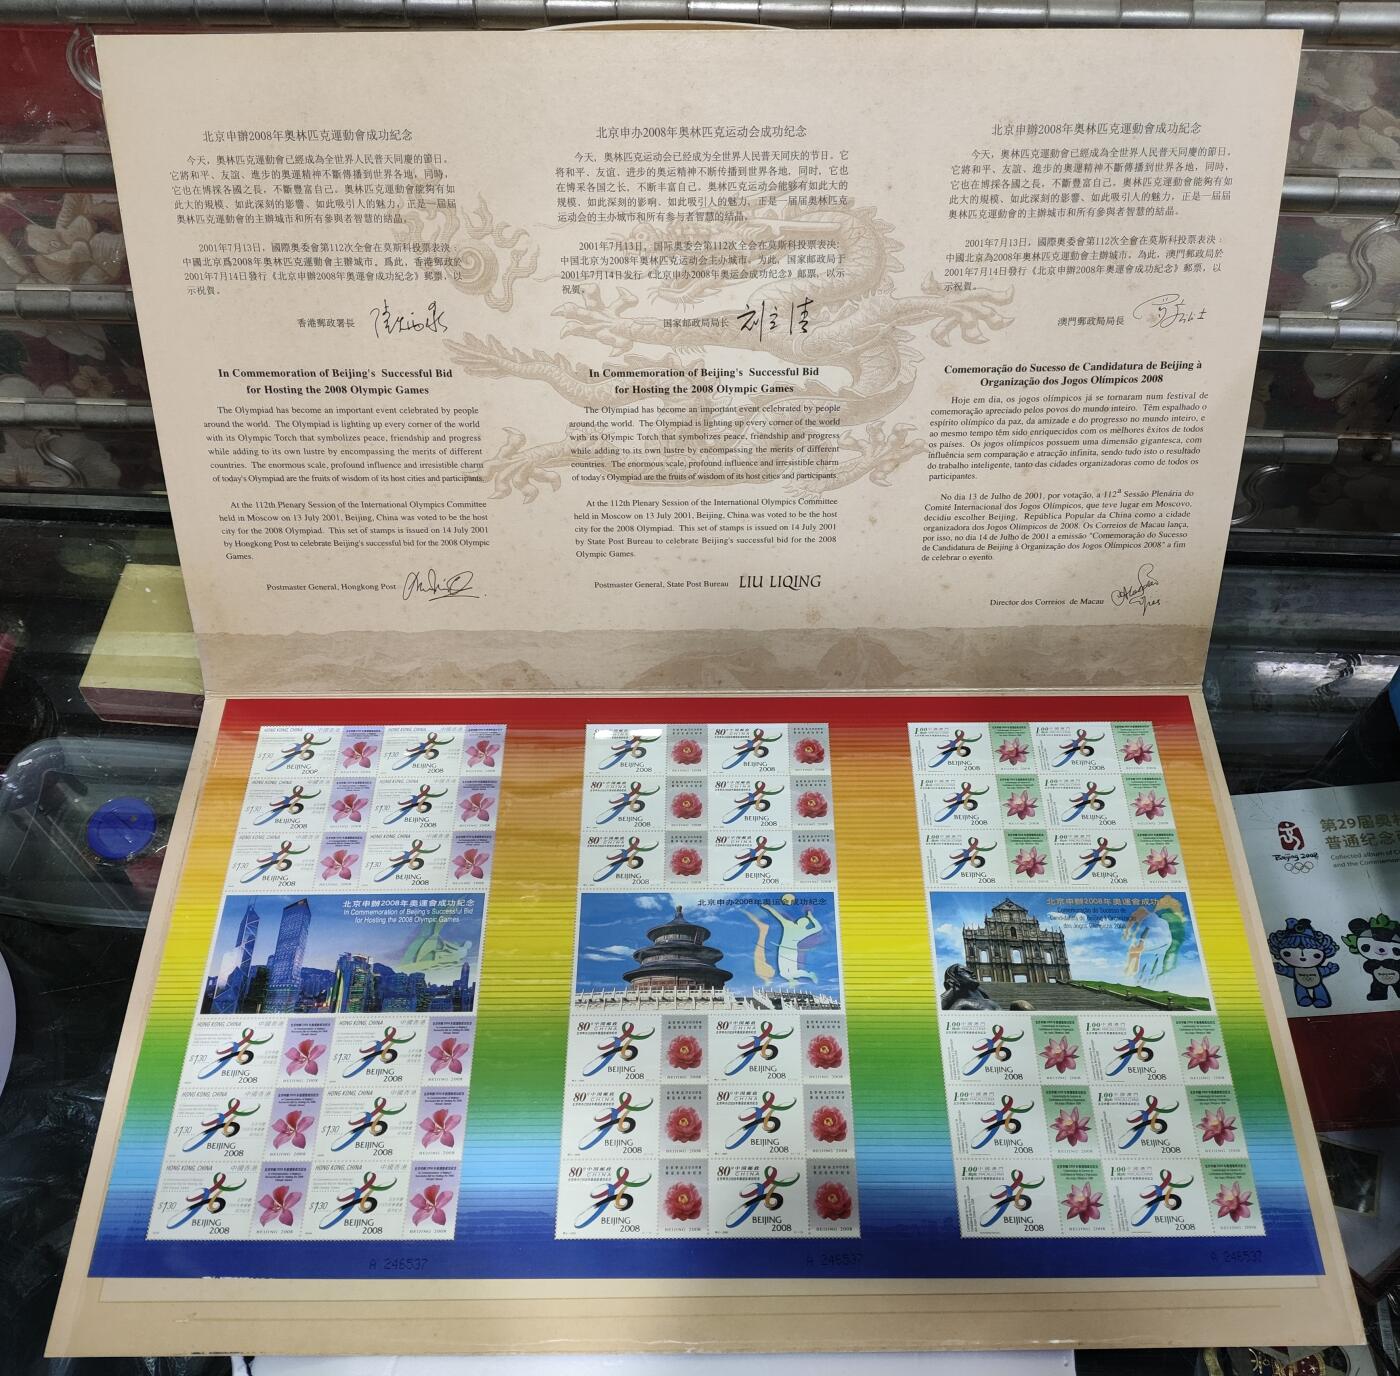 北京申辦2008年奧林匹克運動會成功紀念
今天，奧林匹克運動會已經成為全世界人民普天同慶的節日。
它將和平、友誼、進步的奧運精神不斷傳播到世界各地，同時，
它也在博採各國之長，不斷豐富自己。奧林匹克運動會能夠有如
此大的規模、如此深刻的影響、如此吸引人的魅力，正是一屆屆
奧林匹克運動會的主辦城市和所有參與者智慧的結晶。
2001年7月13日，國際奧委會第112次全會在莫斯科投票表決：
中國北京爲2008年奧林匹克運動會主辦城市。爲此，香港郵政於
2001年7月14日發行《北京申辦2008年奧運會成功紀念》郵票，以
示祝賀。
香港郵政署長
In Commemoration of Beijing's Successful Bid
for Hosting the 2008 Olympic Games
The Olympiad has become an important event celebrated by people
around the world. The Olympiad is lighting up every corner of the world
with its Olympic Torch that symbolizes peace, friendship and progress
while adding to its own lustre by encompassing the merits of different
countries. The enormous scale, profound influence and irresistible charm
of today's Olympiad are the fruits of wisdom of its host cities and participants.
At the 112th Plenary Session of the International Olympics Committee
held in Moscow on 13 July 2001, Beijing, China was voted to be the host
city for the 2008 Olympiad. This set of stamps is issued on 14 July 2001
by Hongkong Post to celebrate Beijing's successful bid for the 2008 Olympic
Games.
Postmaster General, Hongkong Post
北京申办2008年奥林匹克运动会成功纪念
今天，奥林匹克运动会已经成为全世界人民普天同庆的节日。它
将和平、友谊、进步的奥运精神不断传播到世界各地，同时，它也
在博采各国之长，不断丰富自己。奥林匹克运动会能够有如此大的
规模、如此深刻的影响、如此吸引人的魅力，正是一届届奥林匹克
运动会的主办城市和所有参与者智慧的结晶。
2001年7月13日，国际奥委会第112次全会在莫斯科投票表决：
中国北京为2008年奥林匹克运动会主办城市。为此，国家邮政局于
2001年7月14日发行《北京申办2008年奥运会成功纪念》邮票，以示
祝贺。
国家邮政局局长 刘立清
In Commemoration of Beijing's Successful Bid
for Hosting the 2008 Olympic Games
The Olympiad has become an important event celebrated by people
around the world. The Olympiad is lighting up every corner of the world
with its Olympic Torch that symbolizes peace, friendship and progress
while adding to its own lustre by encompassing the merits of different
countries. The enormous scale, profound influence and irresistible charm
of today's Olympiad are the fruits of wisdom of its host cities and participants.
At the 112th Plenary Session of the International Olympics Committee
held in Moscow on 13 July 2001, Beijing, China was voted to be the host
city for the 2008 Olympiad. This set of stamps is issued on 14 July 2001
by State Post Bureau to celebrate Beijing's successful bid for the 2008
Olympic Games.
Postmaster General, State Post Bureau LIU LIQING
北京申辦2008年奧林匹克運動會成功紀念
今天，奧林匹克運動會已經成為全世界人民普天同慶的節日。
它將和平、友誼、進步的奧運精神不斷傳播到世界各地，同時，
它也在博採各國之長，不斷豐富自己。奧林匹克運動會能夠有如
此大的規模、如此深刻的影響、如此吸引人的魅力，正是一屆屆
奧林匹克運動會的主辦城市和所有參與者智慧的結晶。
2001年7月13日，國際奧委會第112次全會在莫斯科投票表決：
中國北京為2008年奧林匹克運動會主辦城市。為此，澳門郵政局於
2001年7月14日發行《北京申辦2008年奧運會成功紀念》郵票，以
示祝賀。
澳門郵政局局長
Comemoração do Sucesso de Candidatura de Beijing à
Organização dos Jogos Olímpicos 2008
Hoje em dia, os jogos olímpicos já se tornaram num festival de
comemoração apreciado pelos povos do mundo inteiro. Têm espalhado o
espírito olímpico da paz, da amizade e do progresso no mundo inteiro, e
ao mesmo tempo têm sido enriquecidos com os melhores êxitos de todos
os países. Os jogos olímpicos possuem uma dimensão gigantesca, com
influência sem comparação e atracção infinita, sendo tudo isto o resultado
do trabalho inteligente, tanto das cidades organizadoras como de todos os
participantes.
No dia 13 de Julho de 2001, por votação, a 112ª Sessão Plenária do
Comité Internacional dos Jogos Olímpicos, que teve lugar em Moscow,
decidiu escolher Beijing, República Popular da China como a cidade
organizadora dos Jogos Olímpicos de 2008. Os Correios de Macau lança,
por isso, no dia 14 de Julho de 2001 a emissão "Comemoração do Sucesso
de Candidatura de Beijing à Organização dos Jogos Olímpicos 2008" a fim
de celebrar o evento.
Director dos Correios de Macau
HONG KONG, CHINA 中國香港
$1.30
BEIJING
2008
北京申辦2008年奧運會成功紀念
In Commemoration of Beijing's Successful Bid
for Hosting the 2008 Olympic Games
HONG KONG, CHINA 中國香港
$1.30
BEIJING
2008
BEIJING 2008
A 246537
80分 中国邮政
CHINA
BEIJING
2008
北京申办2008年奥运会成功纪念
80分 中国邮政
CHINA
BEIJING
2008
BEIJING 2008
A 246537
1.00 中國澳門
BEIJING
2008
北京申辦2008年奧運會成功紀念
Comemoração do Sucesso de
Candidatura de Beijing à Organização
dos Jogos Olímpicos 2008
1.00 中國澳門
BEIJING
2008
BEIJING 2008
A 246537
第29届奥
普通纪念
Collected album of
and the Comme
Beijing 2008